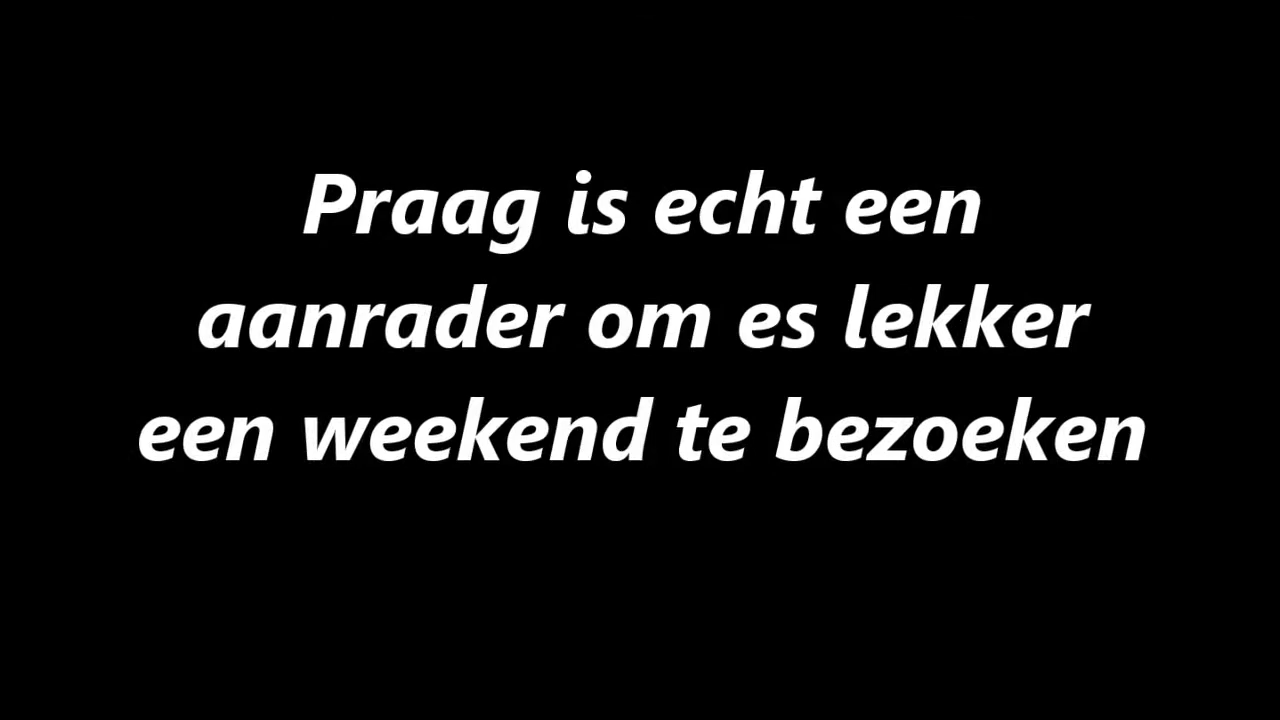 Praag is echt een
aanrader om es lekker
een weekend te bezoeken